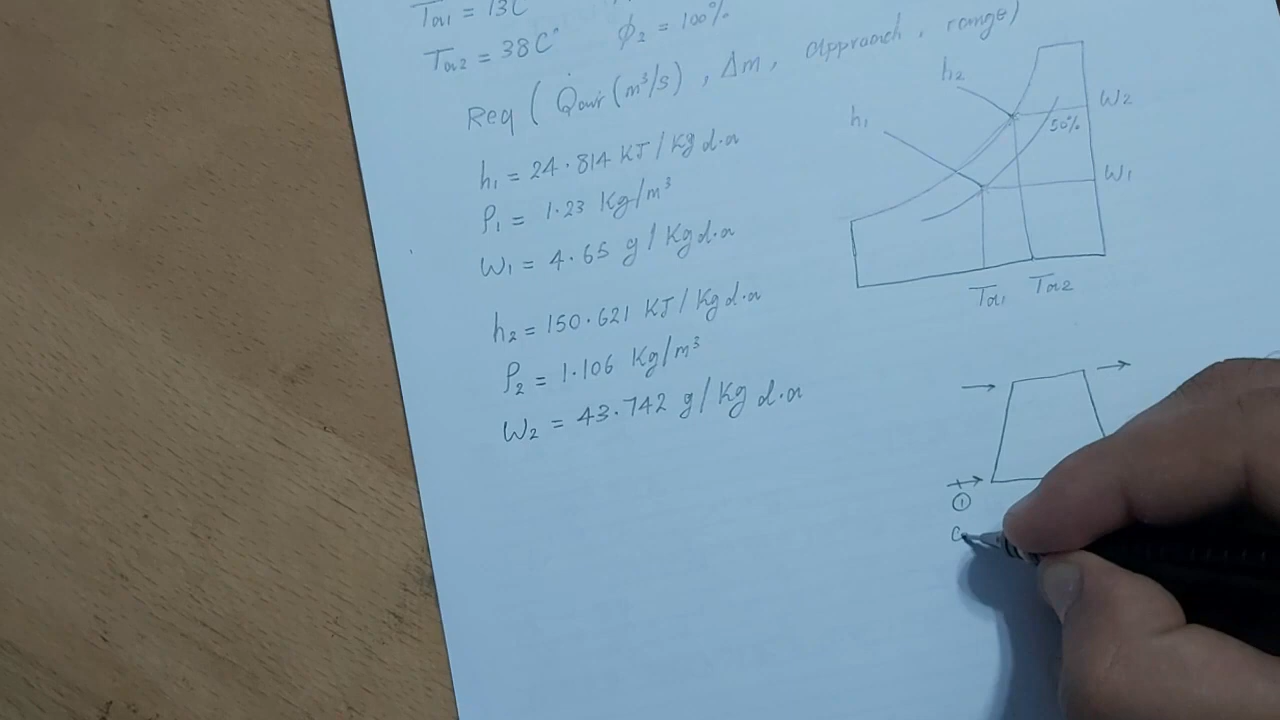 Ta1 = 13C
Ta2 = 38C° ϕ2 = 100%
Req ( Q̇air (m³/s) , Δm , approach , range)
h1 = 24.814 KJ/Kg d.a
ρ1 = 1.23 Kg/m³
W1 = 4.65 g/Kg d.a
h2 = 150.621 KJ/Kg d.a
ρ2 = 1.106 Kg/m³
W2 = 43.742 g/Kg d.a
h2
h1
W2
50%
W1
Ta1 Ta2
①